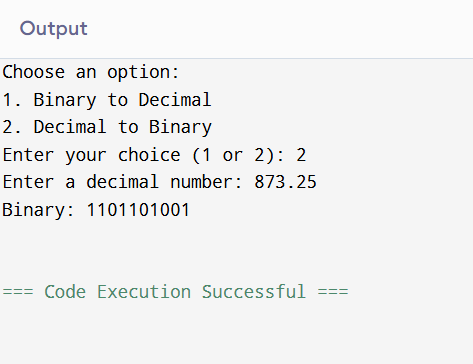 Output
Choose an option:
1. Binary to Decimal
2. Decimal to Binary
Enter your choice (1 or 2): 2
Enter a decimal number: 873.25
Binary: 1101101001
=== Code Execution Successful ===